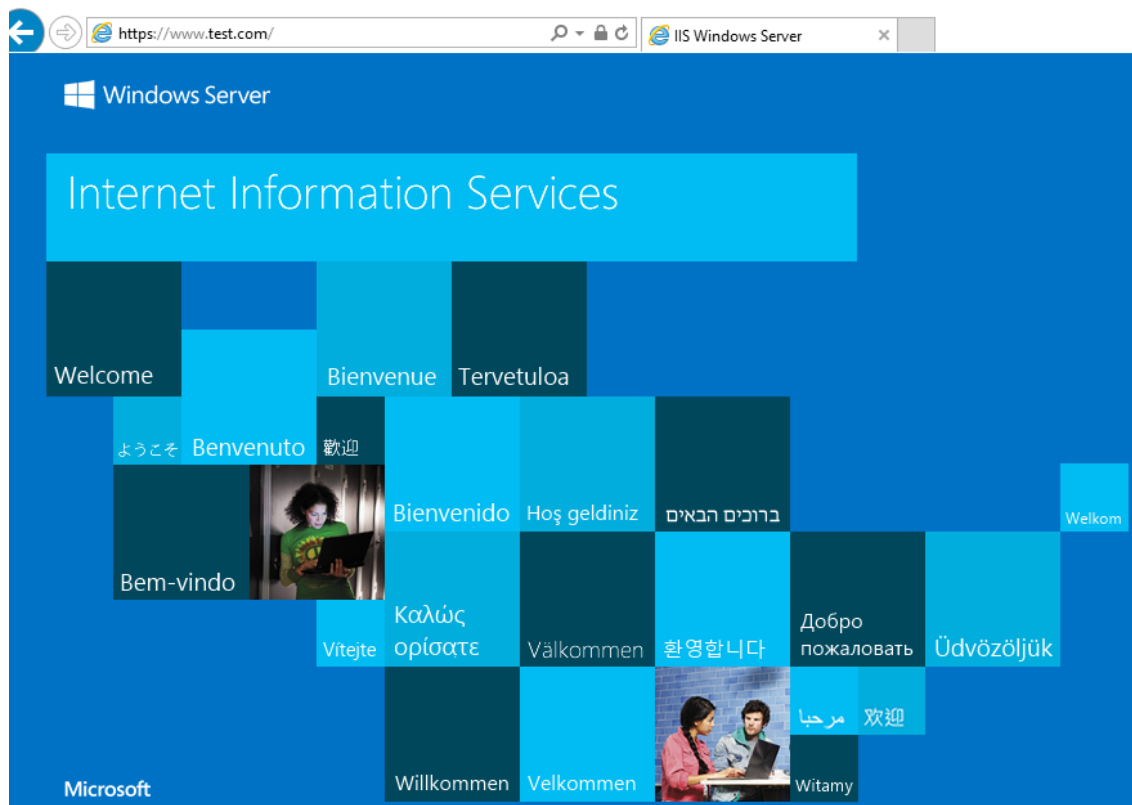 https://www.test.com/
IIS Windows Server
Windows Server
Internet Information Services
Welcome
Bienvenue
Tervetuloa
ようこそ
Benvenuto
歡迎
Bienvenido
Hoş geldiniz
ברוכים הבאים
Welkom
Bem-vindo
Vítejte
Καλώς
ορίσατε
Välkommen
환영합니다
Добро
пожаловать
Üdvözöljük
Willkommen
Velkommen
مرحبا
欢迎
Witamy
Microsoft